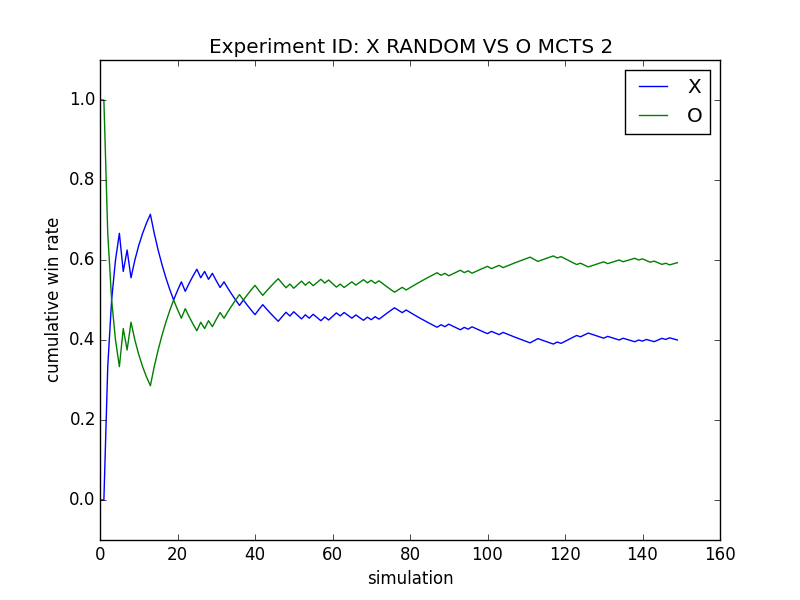 Experiment ID: X RANDOM VS O MCTS 2
X
O
1.0
0.8
0.6
0.4
0.2
0.0
cumulative win rate
0 20 40 60 80 100 120 140 160
simulation